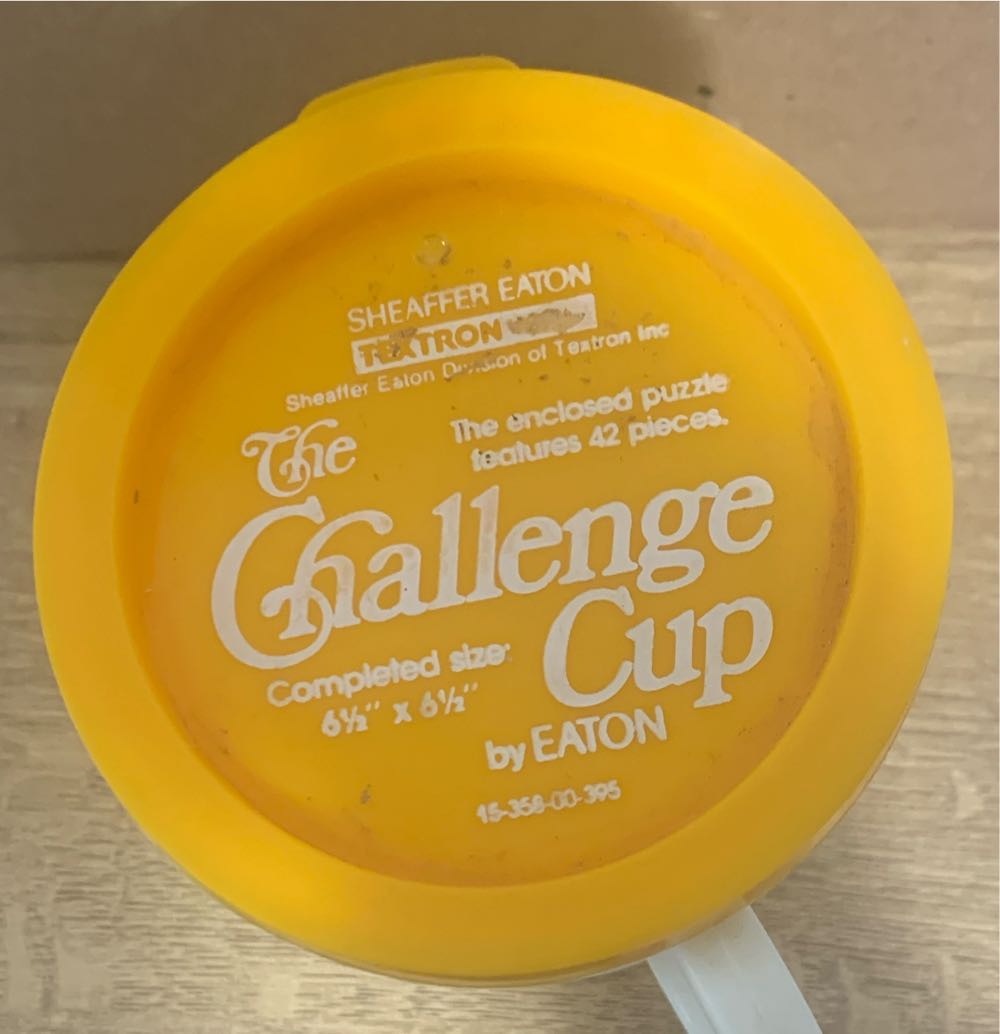 SHEAFFER EATON
TEXTRON
Sheaffer Eaton Division of Textron Inc
The enclosed puzzle
features 42 pieces.
The
Challenge
Cup
Completed size:
6½" x 6½"
by EATON
15-358-00-395